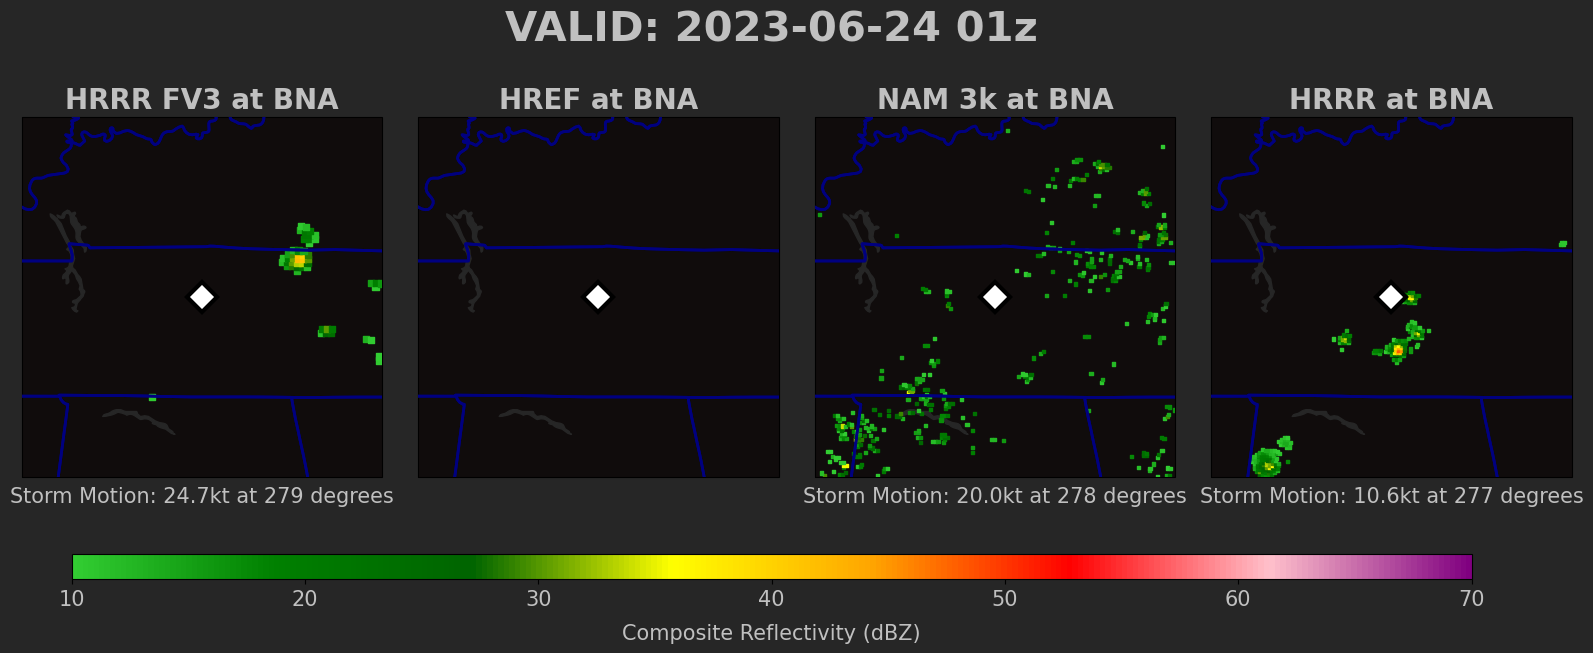 VALID: 2023-06-24 01z
HRRR FV3 at BNA
HREF at BNA
NAM 3k at BNA
HRRR at BNA
Storm Motion: 24.7kt at 279 degrees
Storm Motion: 20.0kt at 278 degrees
Storm Motion: 10.6kt at 277 degrees
10 20 30 40 50 60 70
Composite Reflectivity (dBZ)